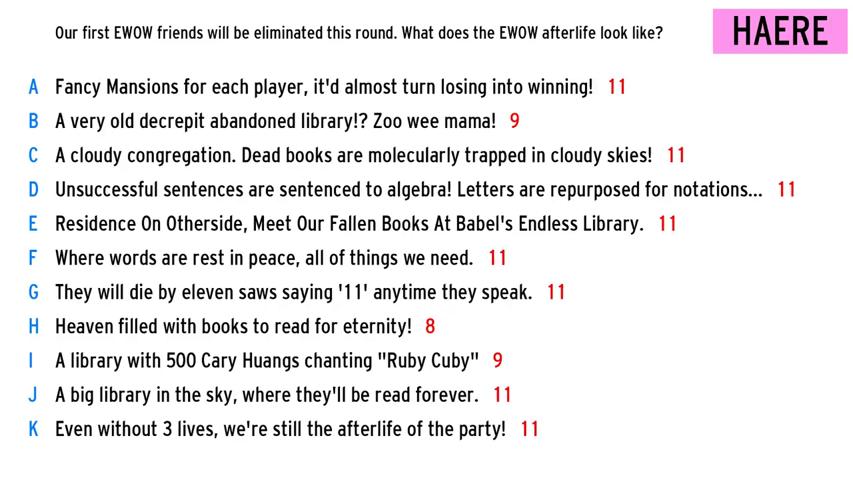 Our first EWOW friends will be eliminated this round. What does the EWOW afterlife look like?
HAERE
A Fancy Mansions for each player, it'd almost turn losing into winning! 11
B A very old decrepit abandoned library!? Zoo wee mama! 9
C A cloudy congregation. Dead books are molecularly trapped in cloudy skies! 11
D Unsuccessful sentences are sentenced to algebra! Letters are repurposed for notations... 11
E Residence On Otherside, Meet Our Fallen Books At Babel's Endless Library. 11
F Where words are rest in peace, all of things we need. 11
G They will die by eleven saws saying '11' anytime they speak. 11
H Heaven filled with books to read for eternity! 8
I A library with 500 Cary Huangs chanting "Ruby Cuby" 9
J A big library in the sky, where they'll be read forever. 11
K Even without 3 lives, we're still the afterlife of the party! 11